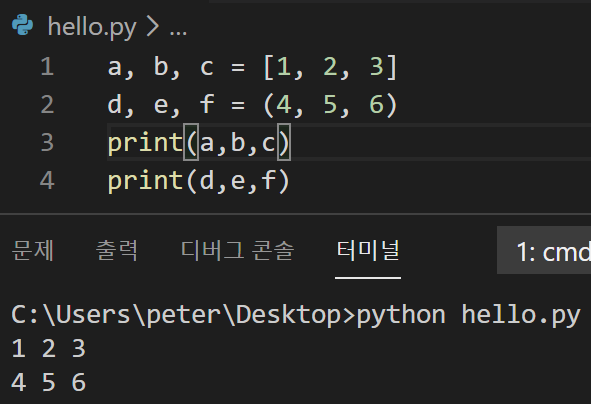 hello.py > ...
1 a, b, c = [1, 2, 3]
2 d, e, f = (4, 5, 6)
3 print(a,b,c)
4 print(d,e,f)
문제 출력 디버그 콘솔 터미널 1: cmd
C:\Users\peter\Desktop>python hello.py
1 2 3
4 5 6